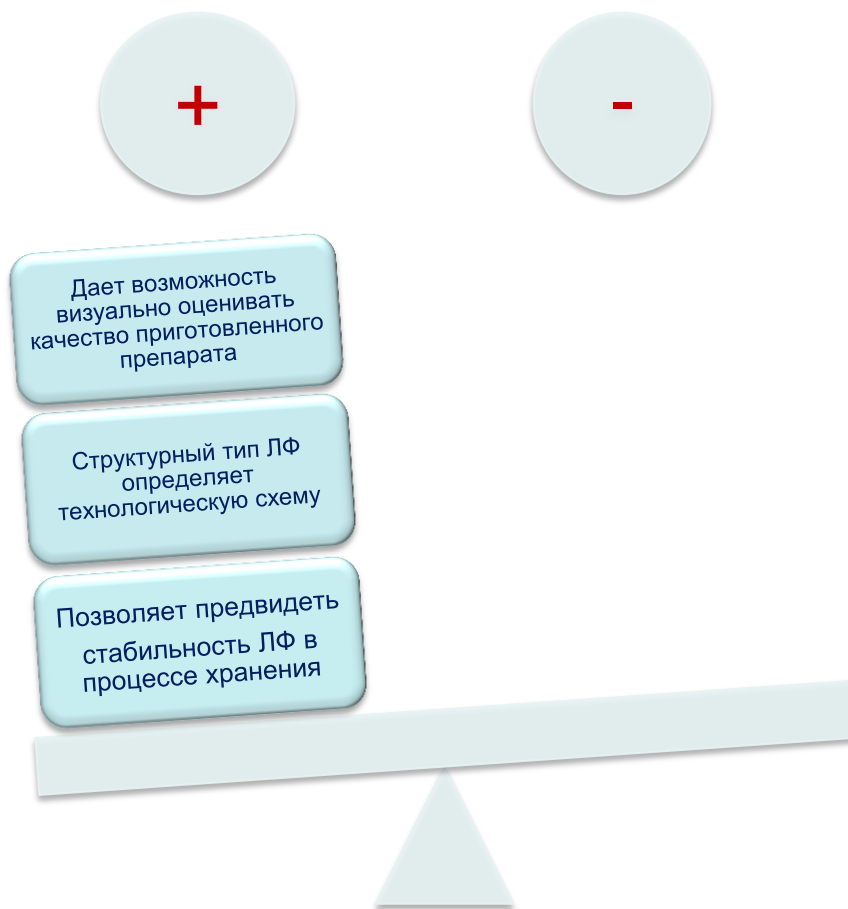 +
-
Дает возможность
визуально оценивать
качество приготовленного
препарата
Структурный тип ЛФ
определяет
технологическую схему
Позволяет предвидеть
стабильность ЛФ в
процессе хранения